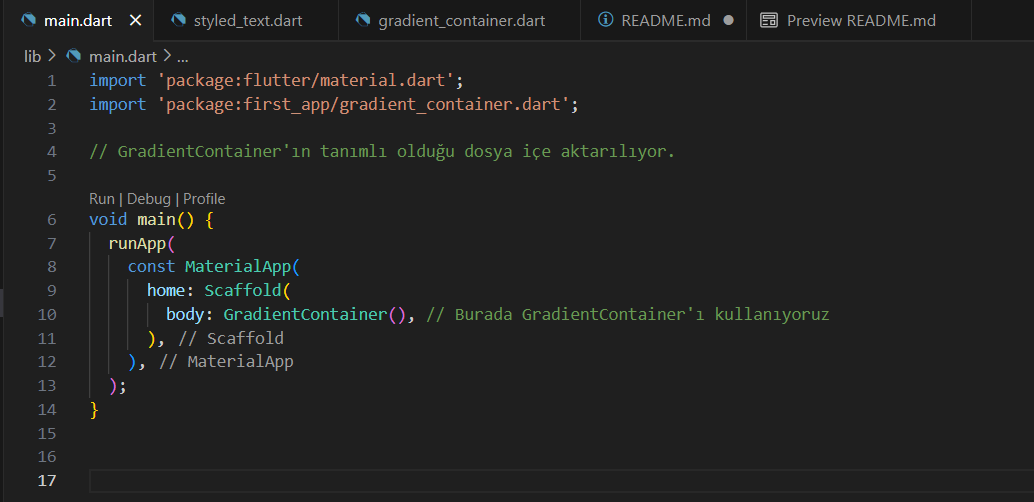 main.dart styled_text.dart gradient_container.dart README.md Preview README.md
lib > main.dart > ...
1 import 'package:flutter/material.dart';
2 import 'package:first_app/gradient_container.dart';
3
4 // GradientContainer'ın tanımlı olduğu dosya içe aktarılıyor.
5
Run | Debug | Profile
6 void main() {
7   runApp(
8     const MaterialApp(
9       home: Scaffold(
10         body: GradientContainer(), // Burada GradientContainer'ı kullanıyoruz
11       ), // Scaffold
12     ), // MaterialApp
13   );
14 }
15
16
17